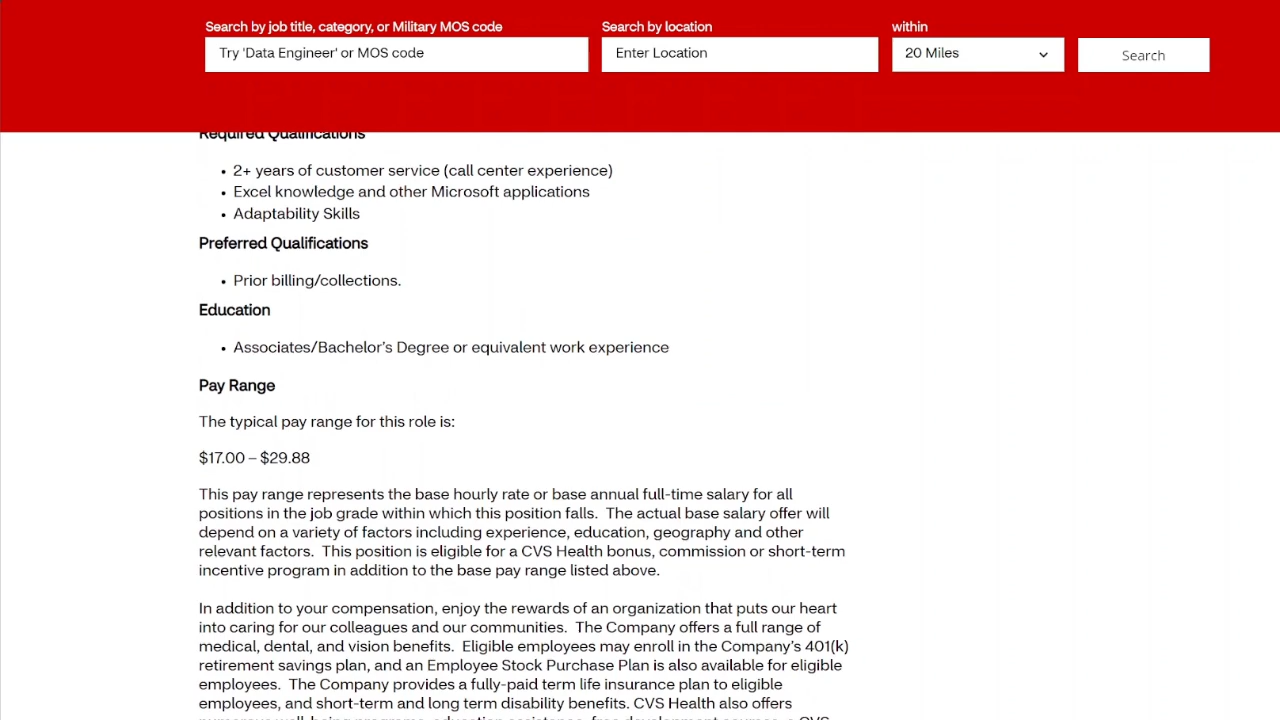 Search by job title, category, or Military MOS code
Search by location
within
Try 'Data Engineer' or MOS code
Enter Location
20 Miles
Search
Required Qualifications
• 2+ years of customer service (call center experience)
• Excel knowledge and other Microsoft applications
• Adaptability Skills
Preferred Qualifications
• Prior billing/collections.
Education
• Associates/Bachelor's Degree or equivalent work experience
Pay Range
The typical pay range for this role is:
$17.00 – $29.88
This pay range represents the base hourly rate or base annual full-time salary for all
positions in the job grade within which this position falls.  The actual base salary offer will
depend on a variety of factors including experience, education, geography and other
relevant factors.  This position is eligible for a CVS Health bonus, commission or short-term
incentive program in addition to the base pay range listed above.
In addition to your compensation, enjoy the rewards of an organization that puts our heart
into caring for our colleagues and our communities.  The Company offers a full range of
medical, dental, and vision benefits.  Eligible employees may enroll in the Company's 401(k)
retirement savings plan, and an Employee Stock Purchase Plan is also available for eligible
employees.  The Company provides a fully-paid term life insurance plan to eligible
employees, and short-term and long term disability benefits. CVS Health also offers